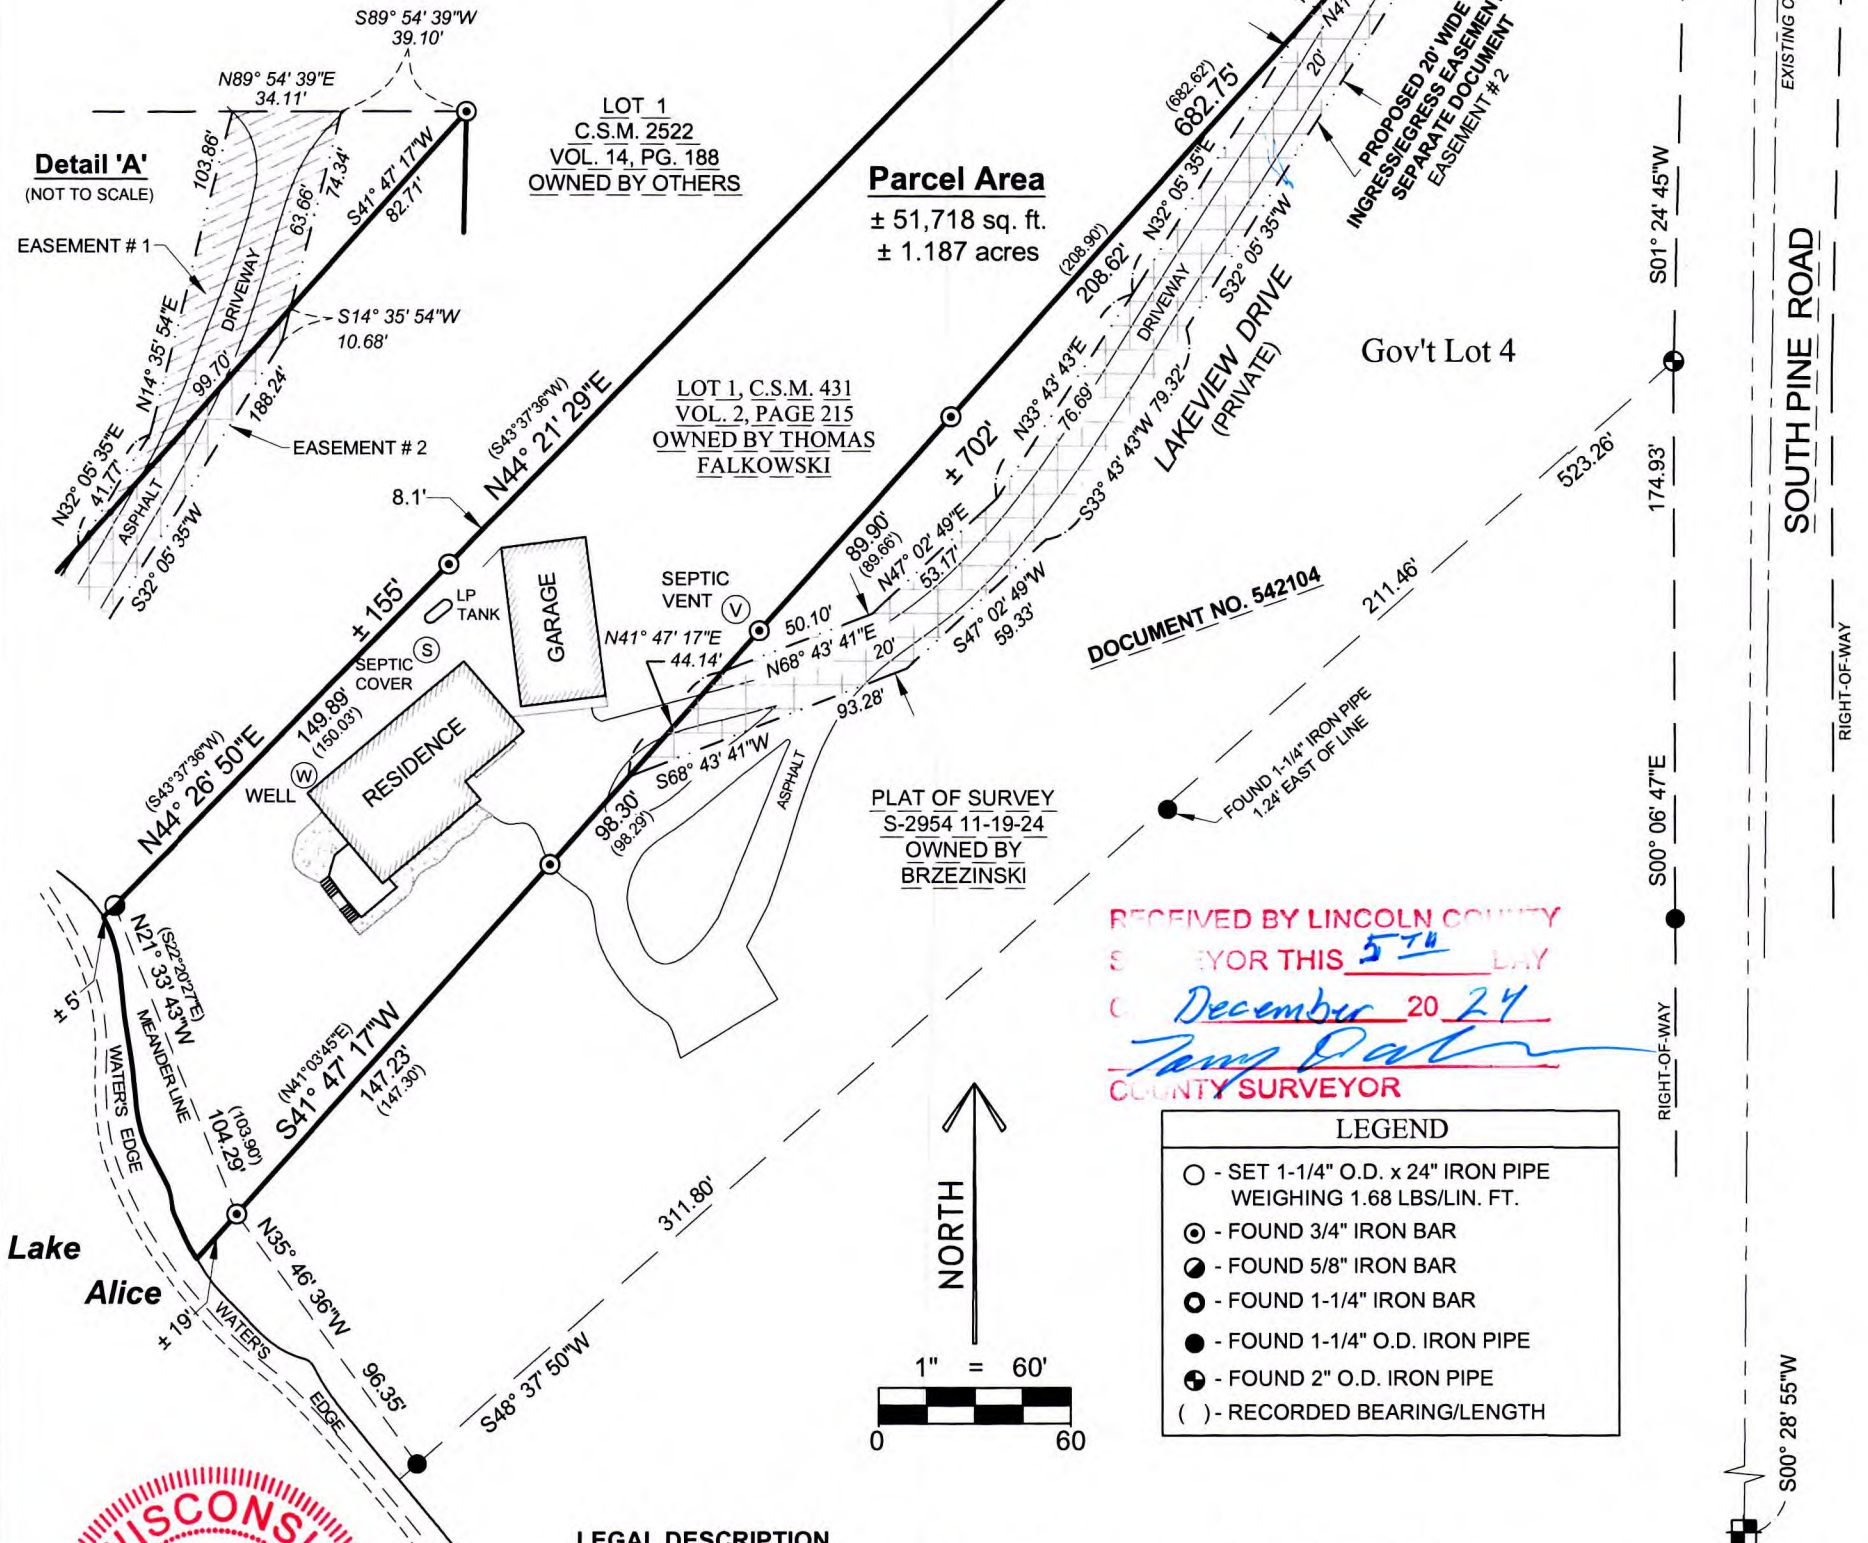 S89° 54' 39"W
39.10'
N89° 54' 39"E
34.11'
Detail 'A'
(NOT TO SCALE)
103.86'
63.66'
74.34'
S41° 47' 17"W
82.71'
EASEMENT # 1
DRIVEWAY
N14° 35' 54"E
S14° 35' 54"W
10.68'
99.70'
188.24'
EASEMENT # 2
N32° 05' 35"E
41.77'
ASPHALT
S32° 05' 35"W
LOT 1
C.S.M. 2522
VOL. 14, PG. 188
OWNED BY OTHERS
Parcel Area
± 51,718 sq. ft.
± 1.187 acres
(682.62')
682.75'
N41
20'
PROPOSED 20' WIDE
INGRESS/EGRESS EASEMENT
SEPARATE DOCUMENT
EASEMENT # 2
N32° 05' 35"E
S32° 05' 35"W
(208.90')
208.62'
DRIVEWAY
LAKEVIEW DRIVE
(PRIVATE)
N33° 43' 43"E
76.69'
S33° 43' 43"W 79.32'
Gov't Lot 4
S01° 24' 45"W
174.93'
523.26'
SOUTH PINE ROAD
EXISTING
RIGHT-OF-WAY
(S43°37'36"W)
N44° 21' 29"E
LOT 1, C.S.M. 431
VOL. 2, PAGE 215
OWNED BY THOMAS
FALKOWSKI
8.1'
± 702'
89.90'
(89.66')
N47° 02' 49"E
53.17'
S47° 02' 49"W
59.33'
± 155'
LP
TANK
GARAGE
SEPTIC
VENT
V
SEPTIC
COVER
S
N41° 47' 17"E
44.14'
50.10'
N68° 43' 41"E
20'
93.28'
S68° 43' 41"W
DOCUMENT NO. 542104
211.46'
149.89'
(150.03')
(S43°37'36"W)
N44° 26' 50"E
WELL
W
RESIDENCE
98.30'
(98.29')
ASPHALT
PLAT OF SURVEY
S-2954 11-19-24
OWNED BY
BRZEZINSKI
FOUND 1-1/4" IRON PIPE
1.24' EAST OF LINE
S00° 06' 47"E
± 5'
(S22°20'27"E)
N21° 33' 43"W
MEANDER LINE
(103.90')
104.29'
WATER'S EDGE
(N41°03'45"E)
S41° 47' 17"W
147.23'
(147.30')
RECEIVED BY LINCOLN COUNTY
THIS 5TH DAY
December 20 24
COUNTY SURVEYOR
RIGHT-OF-WAY
Lake
Alice
± 19'
N35° 46' 36"W
96.35'
WATER'S
EDGE
311.80'
S48° 37' 50"W
NORTH
1" = 60'
0 60
LEGEND
- SET 1-1/4" O.D. x 24" IRON PIPE
WEIGHING 1.68 LBS/LIN. FT.
- FOUND 3/4" IRON BAR
- FOUND 5/8" IRON BAR
- FOUND 1-1/4" IRON BAR
- FOUND 1-1/4" O.D. IRON PIPE
- FOUND 2" O.D. IRON PIPE
( ) - RECORDED BEARING/LENGTH
S00° 28' 55"W
WISCONSI
LEGAL DESCRIPTION